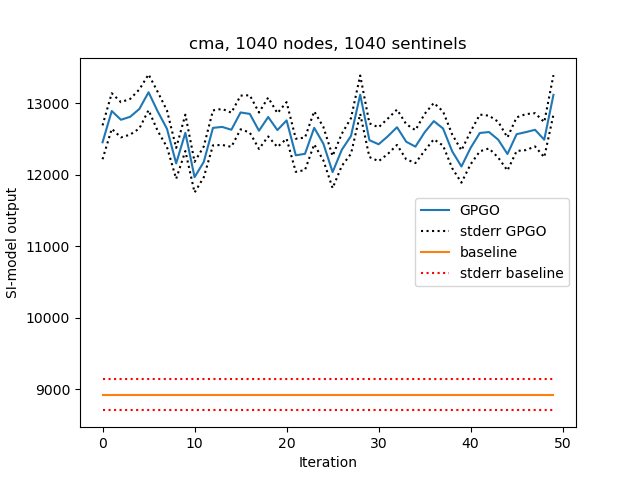 cma, 1040 nodes, 1040 sentinels
SI-model output
13000
12000
11000
10000
9000
GPGO
stderr GPGO
baseline
stderr baseline
0
10
20
30
40
50
Iteration